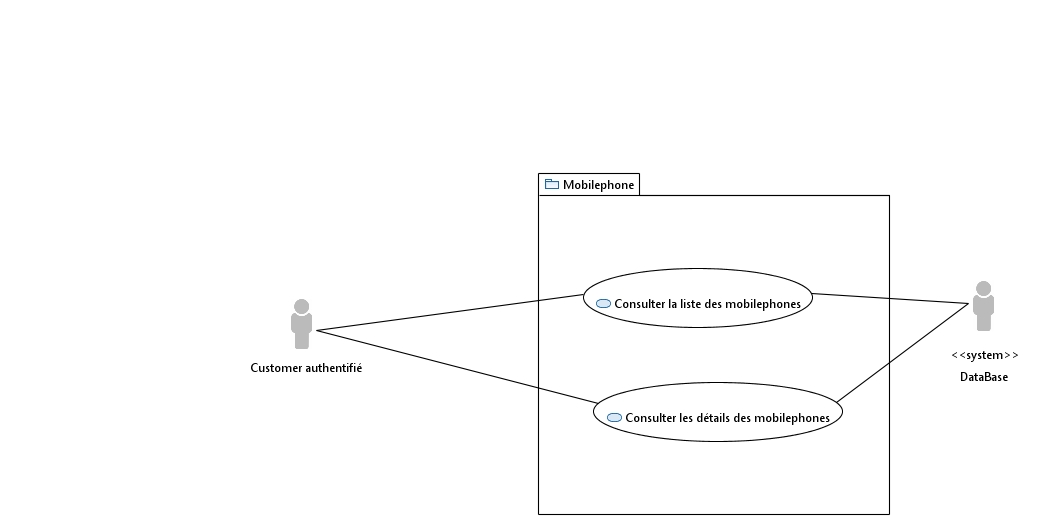 Mobilephone
Consulter la liste des mobilephones
Customer authentifié
<<system>>
DataBase
Consulter les détails des mobilephones